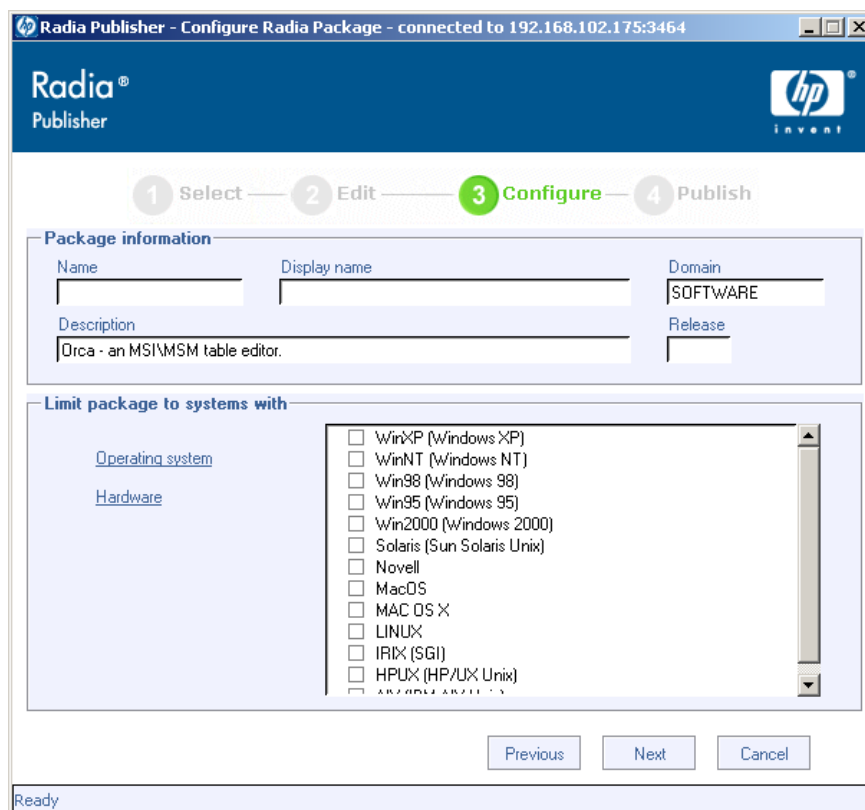 Radia Publisher - Configure Radia Package - connected to 192.168.102.175:3464
Radia ®
Publisher
hp ®
invent
1 Select 2 Edit 3 Configure 4 Publish
Package information
Name Display name Domain
SOFTWARE
Description Release
Orca - an MSI\MSM table editor.
Limit package to systems with
Operating system
Hardware
WinXP (Windows XP)
WinNT (Windows NT)
Win98 (Windows 98)
Win95 (Windows 95)
Win2000 (Windows 2000)
Solaris (Sun Solaris Unix)
Novell
MacOS
MAC OS X
LINUX
IRIX (SGI)
HPUX (HP/UX Unix)
Previous Next Cancel
Ready